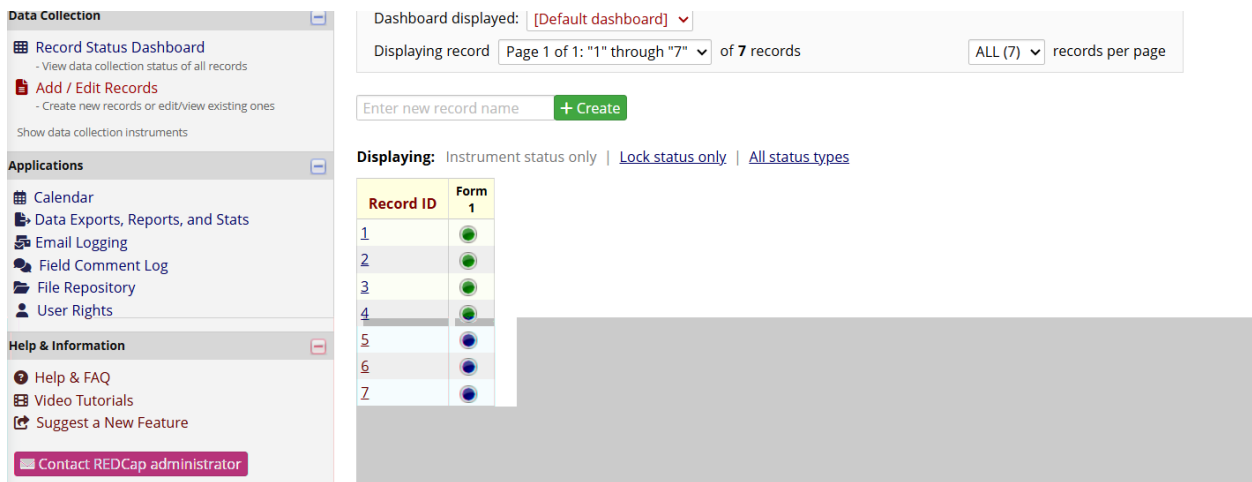 Data Collection
Record Status Dashboard
- View data collection status of all records
Add / Edit Records
- Create new records or edit/view existing ones
Show data collection instruments
Applications
Calendar
Data Exports, Reports, and Stats
Email Logging
Field Comment Log
File Repository
User Rights
Help & Information
Help & FAQ
Video Tutorials
Suggest a New Feature
Contact REDCap administrator
Dashboard displayed: [Default dashboard]
Displaying record Page 1 of 1: "1" through "7" of 7 records ALL (7) records per page
Enter new record name + Create
Displaying: Instrument status only | Lock status only | All status types
Record ID Form 1
1
2
3
4
5
6
7